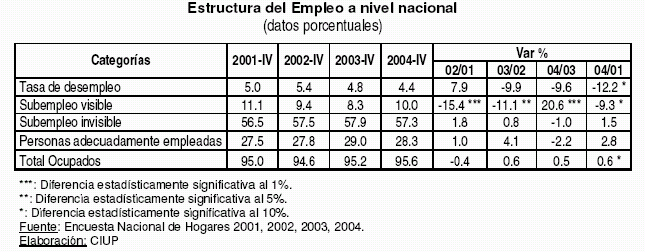 Estructura del Empleo a nivel nacional
(datos porcentuales)
Categorías 2001-IV 2002-IV 2003-IV 2004-IV Var %
02/01 03/02 04/03 04/01
Tasa de desempleo 5.0 5.4 4.8 4.4 7.9 -9.9 -9.6 -12.2 *
Subempleo visible 11.1 9.4 8.3 10.0 -15.4 *** -11.1 ** 20.6 *** -9.3 *
Subempleo invisible 56.5 57.5 57.9 57.3 1.8 0.8 -1.0 1.5
Personas adecuadamente empleadas 27.5 27.8 29.0 28.3 1.0 4.1 -2.2 2.8
Total Ocupados 95.0 94.6 95.2 95.6 -0.4 0.6 0.5 0.6 *
***: Diferencia estadísticamente significativa al 1%.
**: Diferencia estadísticamente significativa al 5%.
*: Diferencia estadísticamente significativa al 10%.
Fuente: Encuesta Nacional de Hogares 2001, 2002, 2003, 2004.
Elaboración: CIUP